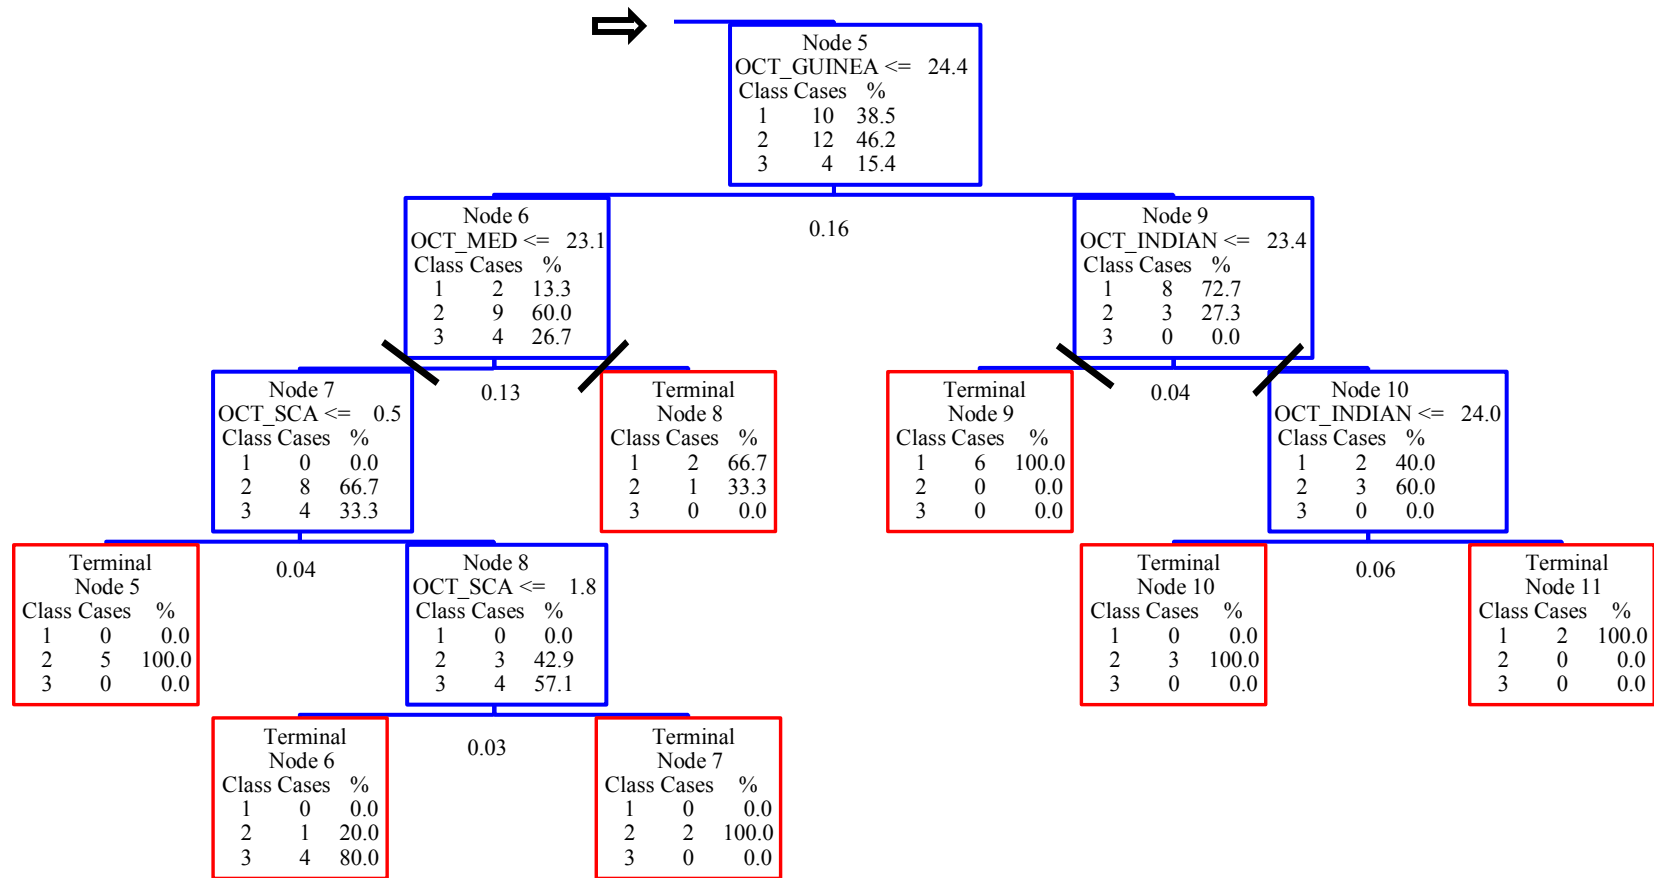 Node 5
OCT_GUINEA <= 24.4
Class Cases %
1 10 38.5
2 12 46.2
3 4 15.4
0.16
Node 6
OCT_MED <= 23.1
Class Cases %
1 2 13.3
2 9 60.0
3 4 26.7
Node 9
OCT_INDIAN <= 23.4
Class Cases %
1 8 72.7
2 3 27.3
3 0 0.0
0.13
0.04
Node 7
OCT_SCA <= 0.5
Class Cases %
1 0 0.0
2 8 66.7
3 4 33.3
Terminal
Node 8
Class Cases %
1 2 66.7
2 1 33.3
3 0 0.0
Terminal
Node 9
Class Cases %
1 6 100.0
2 0 0.0
3 0 0.0
Node 10
OCT_INDIAN <= 24.0
Class Cases %
1 2 40.0
2 3 60.0
3 0 0.0
0.04
0.06
Terminal
Node 5
Class Cases %
1 0 0.0
2 5 100.0
3 0 0.0
Node 8
OCT_SCA <= 1.8
Class Cases %
1 0 0.0
2 3 42.9
3 4 57.1
Terminal
Node 10
Class Cases %
1 0 0.0
2 3 100.0
3 0 0.0
Terminal
Node 11
Class Cases %
1 2 100.0
2 0 0.0
3 0 0.0
0.03
Terminal
Node 6
Class Cases %
1 0 0.0
2 1 20.0
3 4 80.0
Terminal
Node 7
Class Cases %
1 0 0.0
2 2 100.0
3 0 0.0